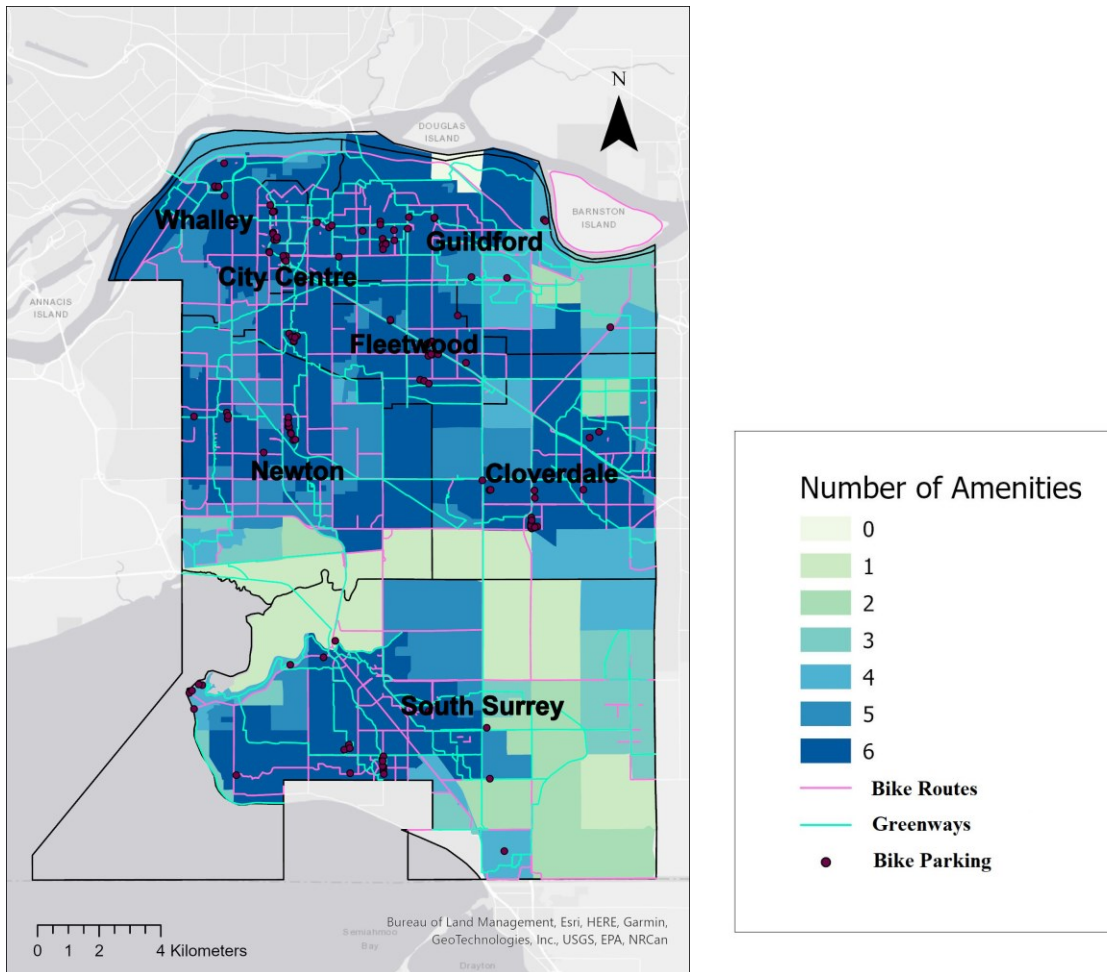 N
DOUGLAS
ISLAND
BARNSTON
ISLAND
Whalley
Guildford
City Centre
ANNACIS
ISLAND
Fleetwood
Newton
Cloverdale
South Surrey
Bureau of Land Management, Esri, HERE, Garmin,
GeoTechnologies, Inc., USGS, EPA, NRCan
0 1 2 4 Kilometers
Semiahmoo
Bay
Drayton
Number of Amenities
0
1
2
3
4
5
6
Bike Routes
Greenways
Bike Parking